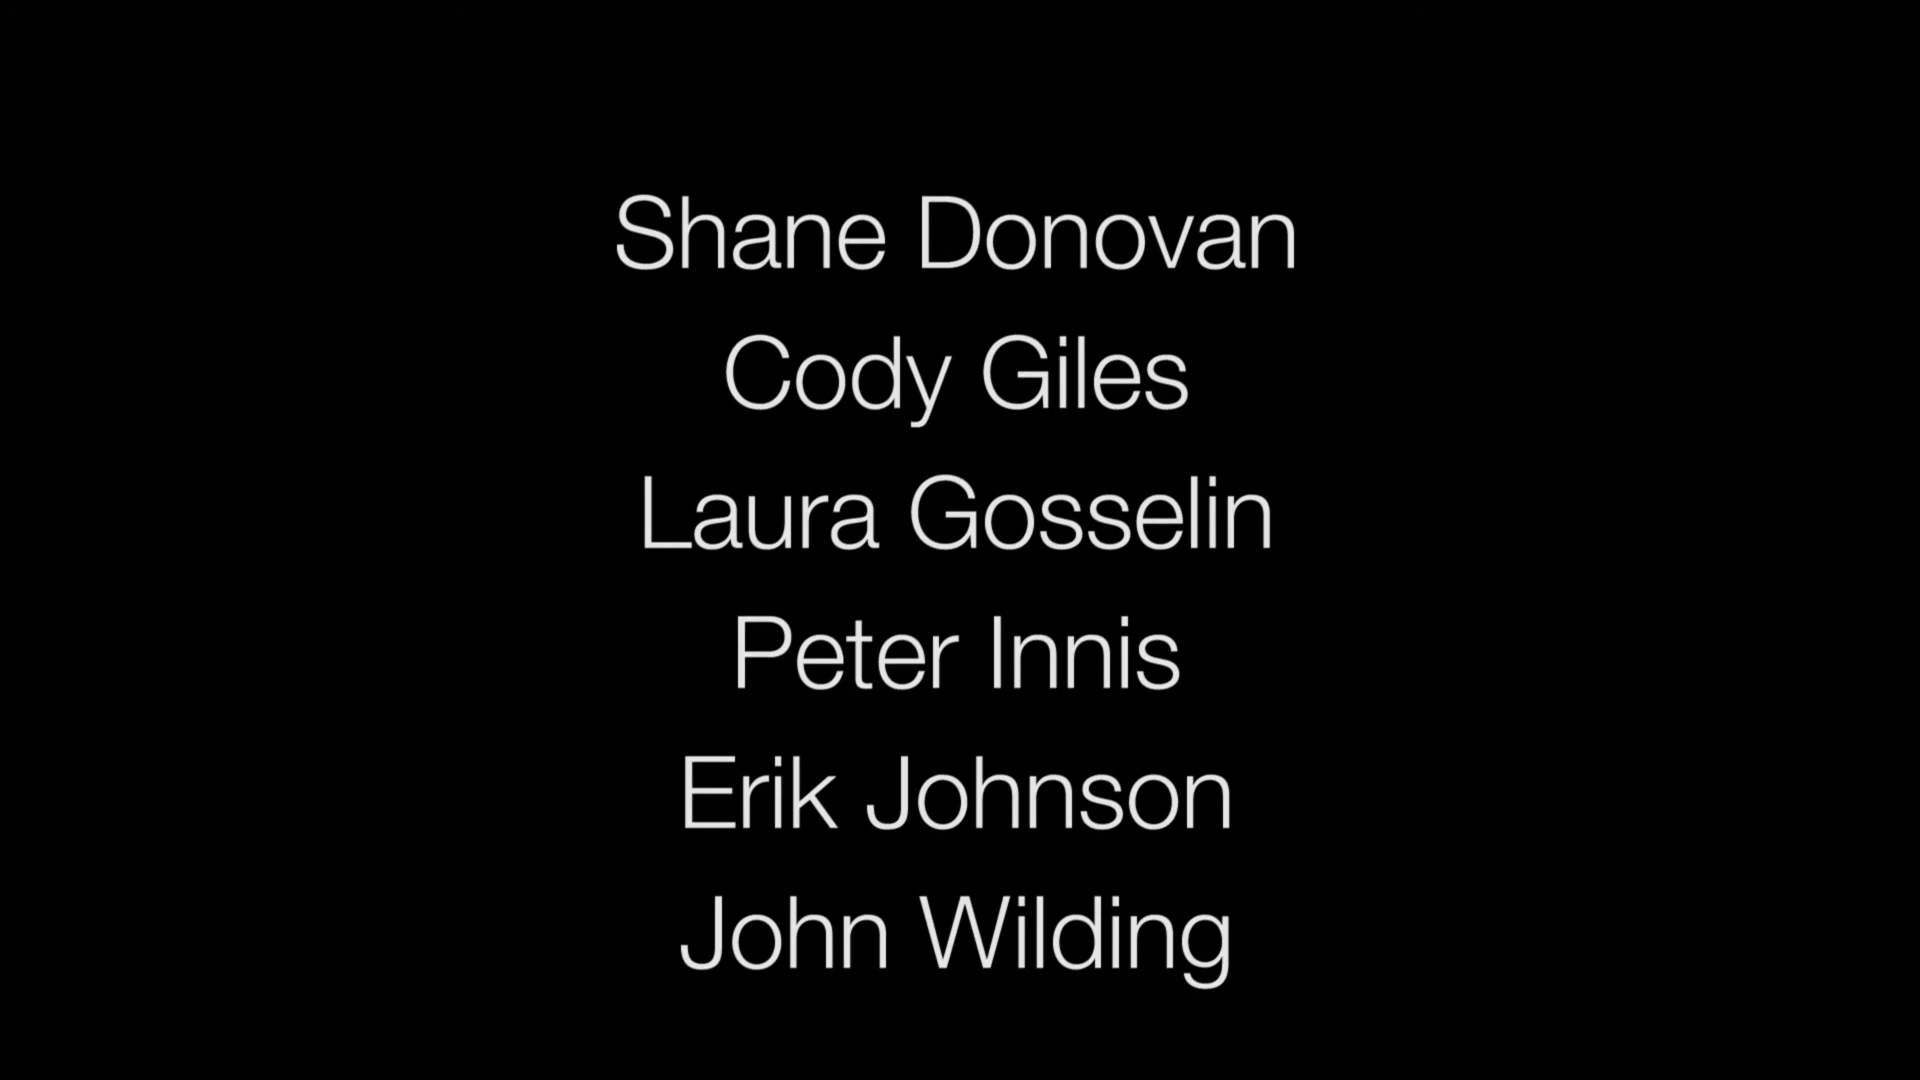 Shane Donovan
Cody Giles
Laura Gosselin
Peter Innis
Erik Johnson
John Wilding